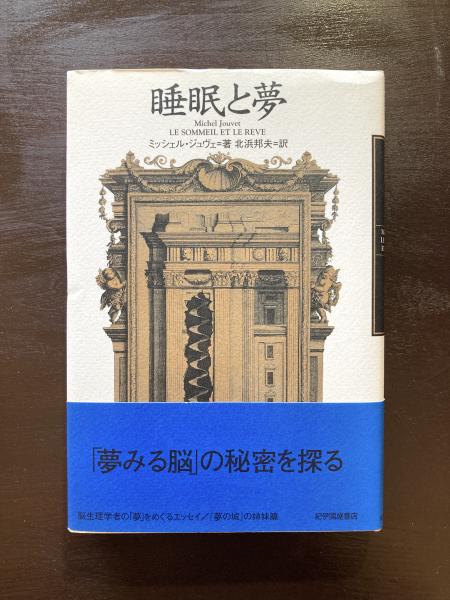 睡眠と夢
Michel Jouvet
LE SOMMEIL ET LE REVE
ミッシェル・ジュヴェ=著 北浜邦夫=訳
「夢みる脳」の秘密を探る
脳生理学者の「夢」をめぐるエッセイ/『夢の城』の姉妹篇
紀伊國屋書店